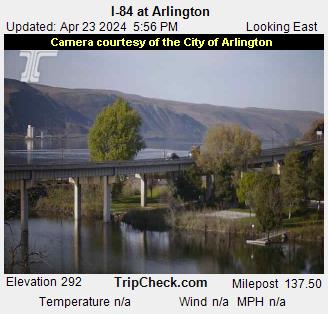 I-84 at Arlington
Updated: Apr 23 2024 5:56 PM Looking East
Camera courtesy of the City of Arlington
Elevation 292 TripCheck.com Milepost 137.50
Temperature n/a Wind n/a MPH n/a